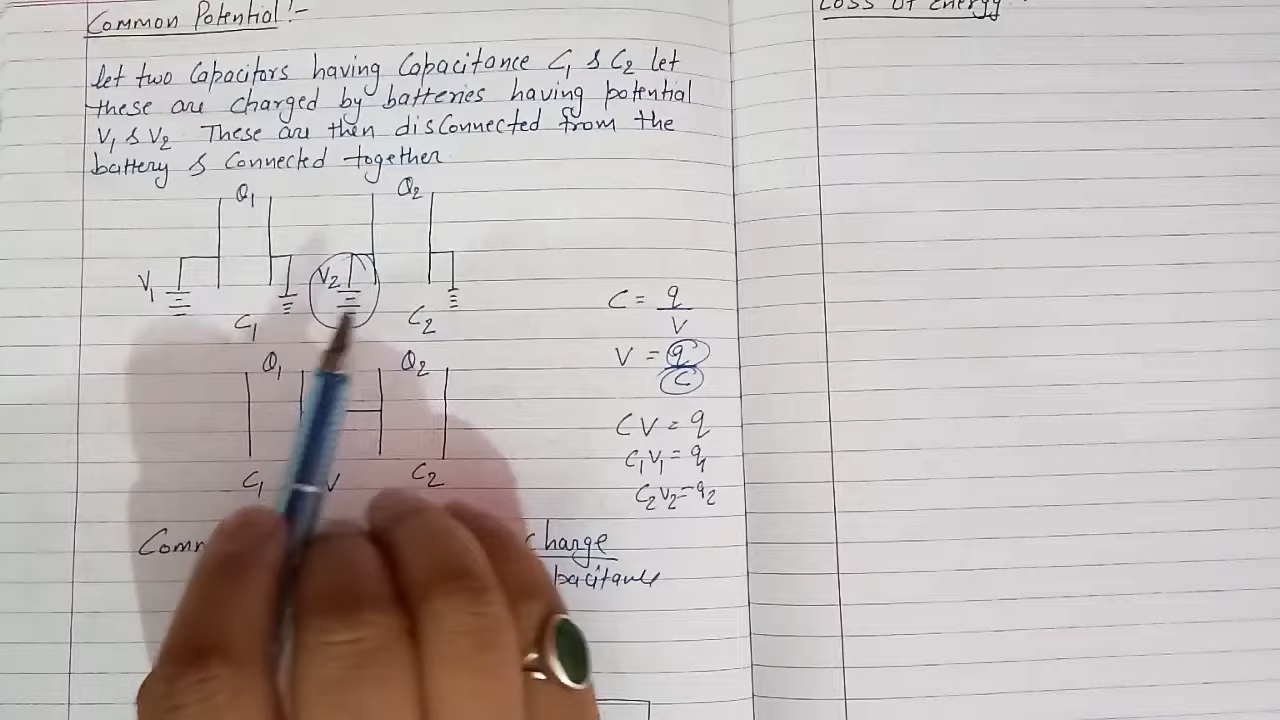 Common Potential!-
Loss of Energy
let two Capacitors having Capacitance C1 & C2 let
these are charged by batteries having potential
V1 & V2. These are then disConnected from the
battery & Connected together.
Q1 Q2
V1 V2
C1 C2
Q1 Q2
C1 V C2
C = q/V
V = q/C
CV = q
C1V1 = q1
C2V2 = q2
Charge